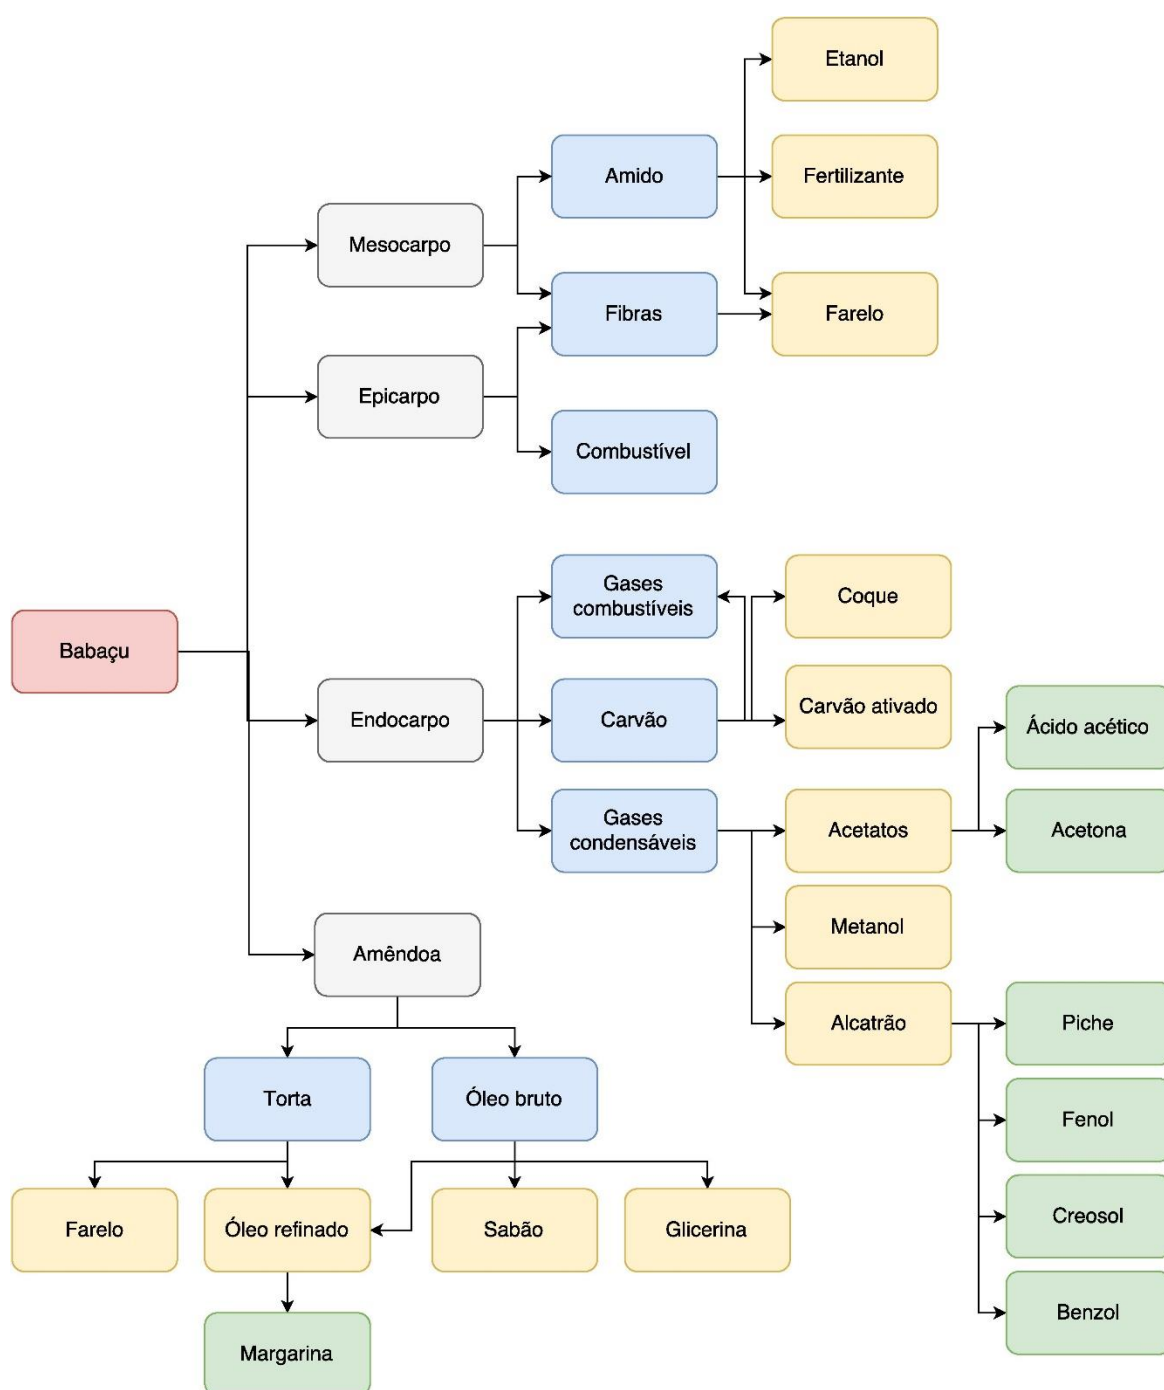 Etanol
Amido
Fertilizante
Mesocarpo
Fibras
Farelo
Epicarpo
Combustível
Gases
combustíveis
Coque
Babaçu
Endocarpo
Carvão
Carvão ativado
Ácido acético
Gases
condensáveis
Acetatos
Acetona
Metanol
Amêndoa
Alcatrão
Piche
Torta
Óleo bruto
Fenol
Farelo
Óleo refinado
Sabão
Glicerina
Creosol
Benzol
Margarina